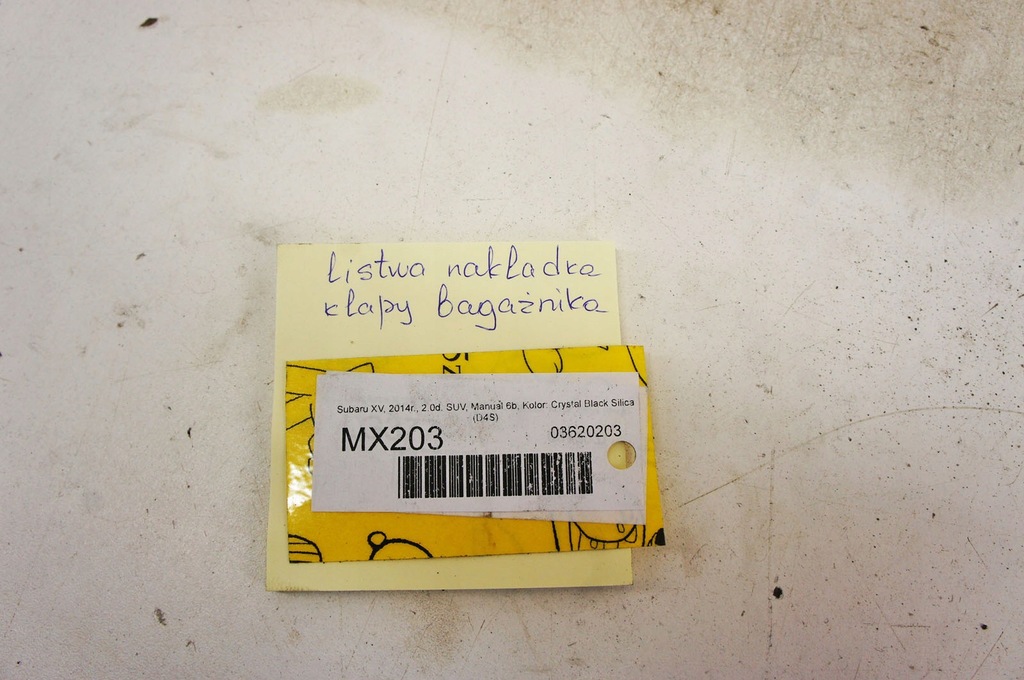 listwa nakładka
klapy bagażnika
Subaru XV, 2014r., 2.0d. SUV, Manual 6b, Kolor: Crystal Black Silica
(D4S)
MX203
03620203